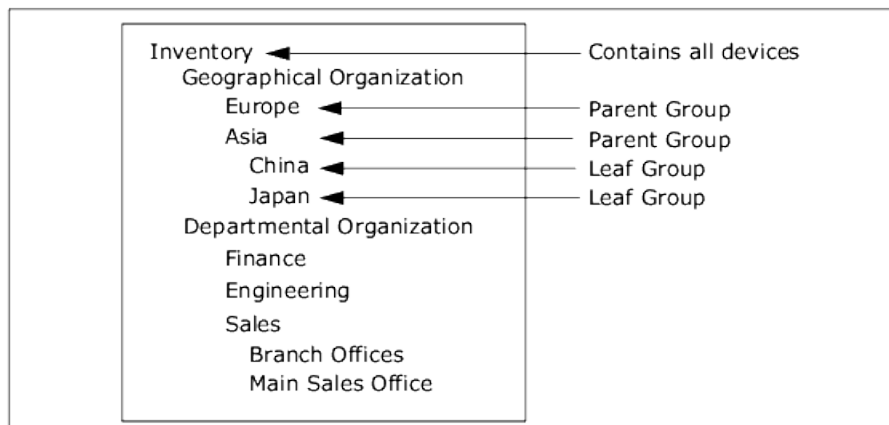 Inventory Contains all devices
Geographical Organization
Europe Parent Group
Asia Parent Group
China Leaf Group
Japan Leaf Group
Departmental Organization
Finance
Engineering
Sales
Branch Offices
Main Sales Office